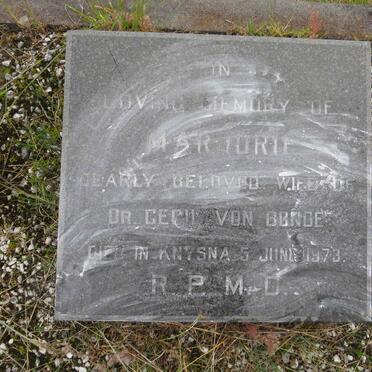 IN
LOVING MEMORY OF
MARJORIE
DEARLY BELOVED WIFE OF
DR. CECIL VON BONDE
DIED IN KNYSNA 5 JUNE 1973.
R. P. M. D.